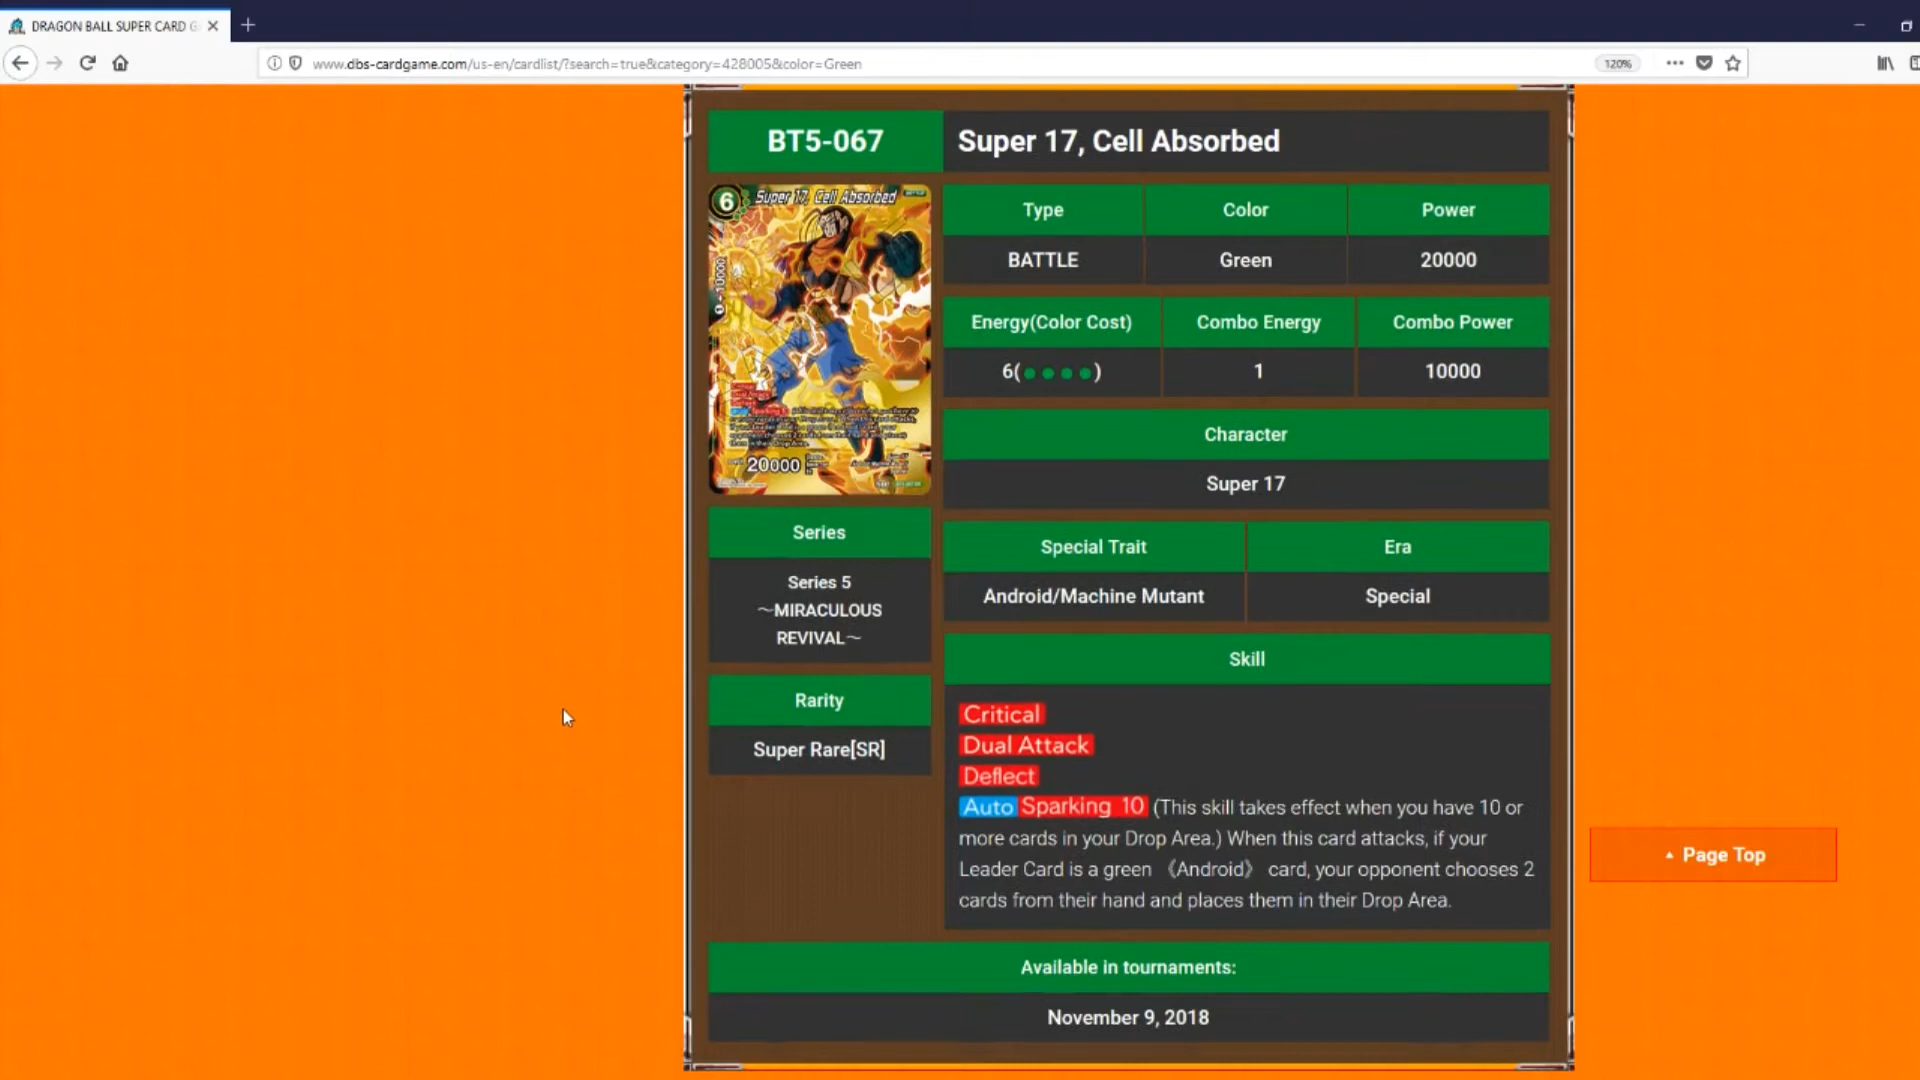 DRAGON BALL SUPER CARD G
www.dbs-cardgame.com/us-en/cardlist/?search=true&category=428005&color=Green
120%
BT5-067
Super 17, Cell Absorbed
6
Super 17, Cell Absorbed
20000
Type
Color
Power
BATTLE
Green
20000
Energy(Color Cost)
Combo Energy
Combo Power
6(●●●●)
1
10000
Character
Super 17
Series
Series 5
～MIRACULOUS
REVIVAL～
Special Trait
Era
Android/Machine Mutant
Special
Rarity
Super Rare[SR]
Skill
Critical
Dual Attack
Deflect
Auto Sparking 10 (This skill takes effect when you have 10 or
more cards in your Drop Area.) When this card attacks, if your
Leader Card is a green 《Android》 card, your opponent chooses 2
cards from their hand and places them in their Drop Area.
Page Top
Available in tournaments:
November 9, 2018